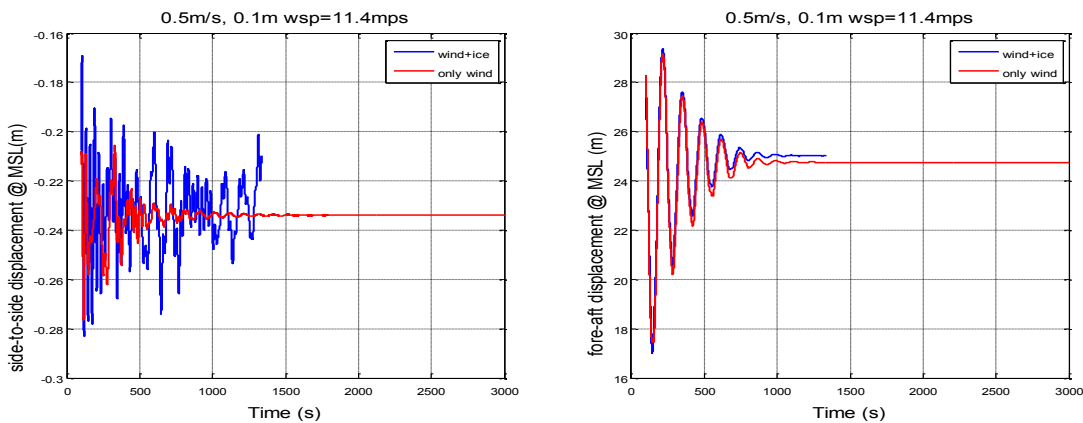 0.5m/s, 0.1m wsp=11.4mps
side-to-side displacement @ MSL(m)
-0.16
-0.18
-0.2
-0.22
-0.24
-0.26
-0.28
-0.3
wind+ice
only wind
0 500 1000 1500 2000 2500 3000
Time (s)
0.5m/s, 0.1m wsp=11.4mps
fore-aft displacement @ MSL (m)
30
28
26
24
22
20
18
16
wind+ice
only wind
0 500 1000 1500 2000 2500 3000
Time (s)